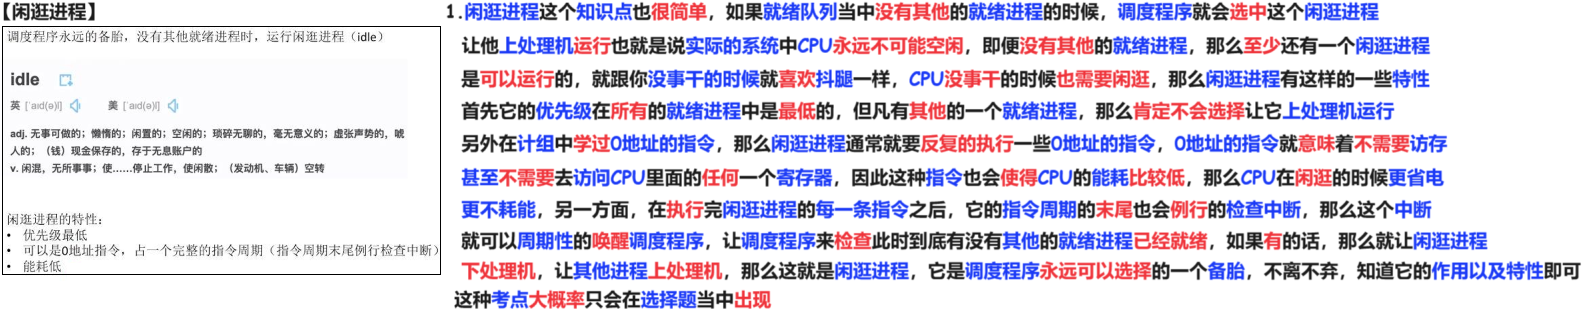 【闲逛进程】
调度程序永远的备胎，没有其他就绪进程时，运行闲逛进程（idle）
idle
英 [ˈaɪd(ə)l] 美 [ˈaɪd(ə)l]
adj. 无事可做的；懒惰的；闲置的；空闲的；琐碎无聊的，毫无意义的；虚张声势的，唬
人的；（钱）现金保存的，存于无息账户的
v. 闲混，无所事事；使……停止工作，使闲散；（发动机、车辆）空转
闲逛进程的特性：
• 优先级最低
• 可以是0地址指令，占一个完整的指令周期（指令周期末尾例行检查中断）
• 能耗低
1.闲逛进程这个知识点也很简单，如果就绪队列当中没有其他的就绪进程的时候，调度程序就会选中这个闲逛进程
让他上处理机运行也就是说实际的系统中CPU永远不可能空闲，即便没有其他的就绪进程，那么至少还有一个闲逛进程
是可以运行的，就跟你没事干的时候就喜欢抖腿一样，CPU没事干的时候也需要闲逛，那么闲逛进程有这样的一些特性
首先它的优先级在所有的就绪进程中是最低的，但凡有其他的一个就绪进程，那么肯定不会选择让它上处理机运行
另外在计组中学过0地址的指令，那么闲逛进程通常就要反复的执行一些0地址的指令，0地址的指令就意味着不需要访存
甚至不需要去访问CPU里面的任何一个寄存器，因此这种指令也会使得CPU的能耗比较低，那么CPU在闲逛的时候更省电
更不耗能，另一方面，在执行完闲逛进程的每一条指令之后，它的指令周期的末尾也会例行的检查中断，那么这个中断
就可以周期性的唤醒调度程序，让调度程序来检查此时到底有没有其他的就绪进程已经就绪，如果有的话，那么就让闲逛进程
下处理机，让其他进程上处理机，那么这就是闲逛进程，它是调度程序永远可以选择的一个备胎，不离不弃，知道它的作用以及特性即可
这种考点大概率只会在选择题当中出现